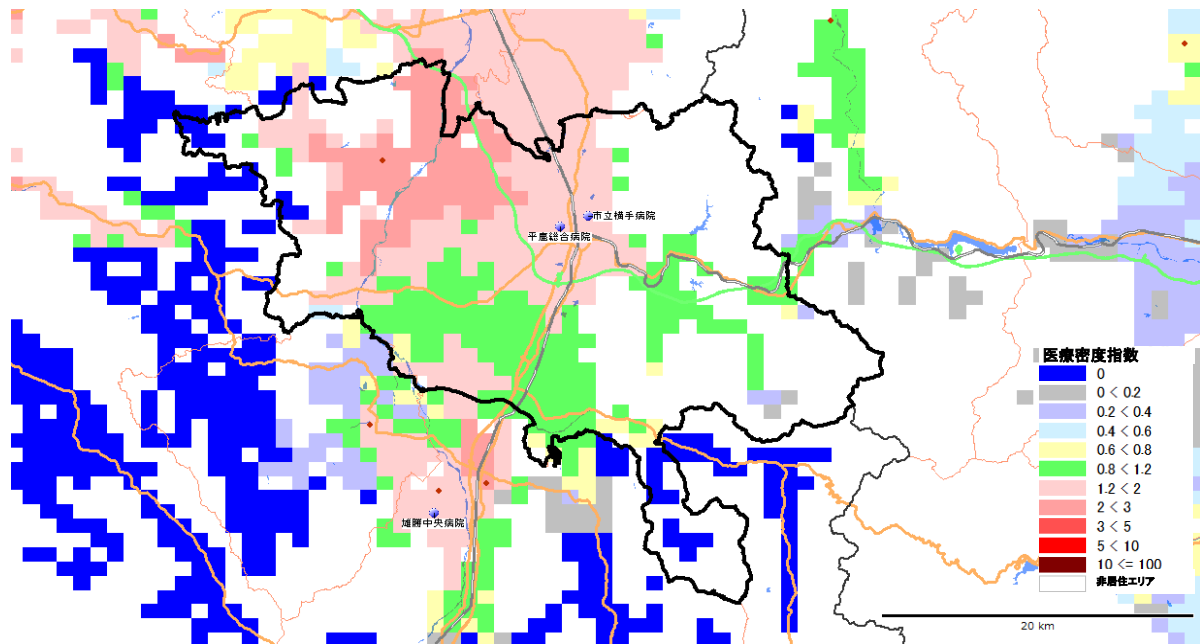 市立横手病院
平鹿総合病院
雄勝中央病院
医療密度指数
0
0 < 0.2
0.2 < 0.4
0.4 < 0.6
0.6 < 0.8
0.8 < 1.2
1.2 < 2
2 < 3
3 < 5
5 < 10
10 <= 100
非居住エリア
20 km